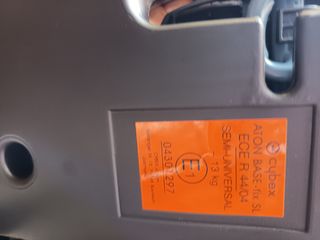 cybex
ATON BASE-fix SL
ECE R 44/04
SEMI-UNIVERSAL
- 13 kg
E1
04301297